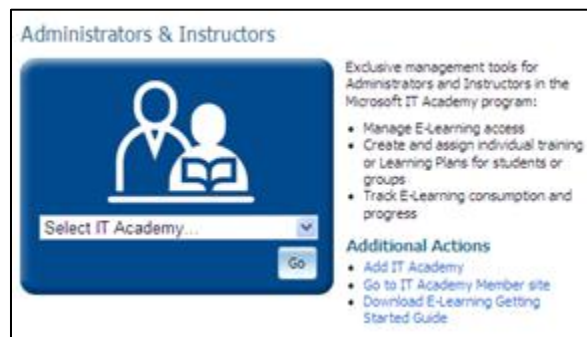 Administrators & Instructors
Select IT Academy...
Go
Exclusive management tools for
Administrators and Instructors in the
Microsoft IT Academy program:
• Manage E-Learning access
• Create and assign individual training
or Learning Plans for students or
groups
• Track E-Learning consumption and
progress
Additional Actions
• Add IT Academy
• Go to IT Academy Member site
• Download E-Learning Getting
Started Guide